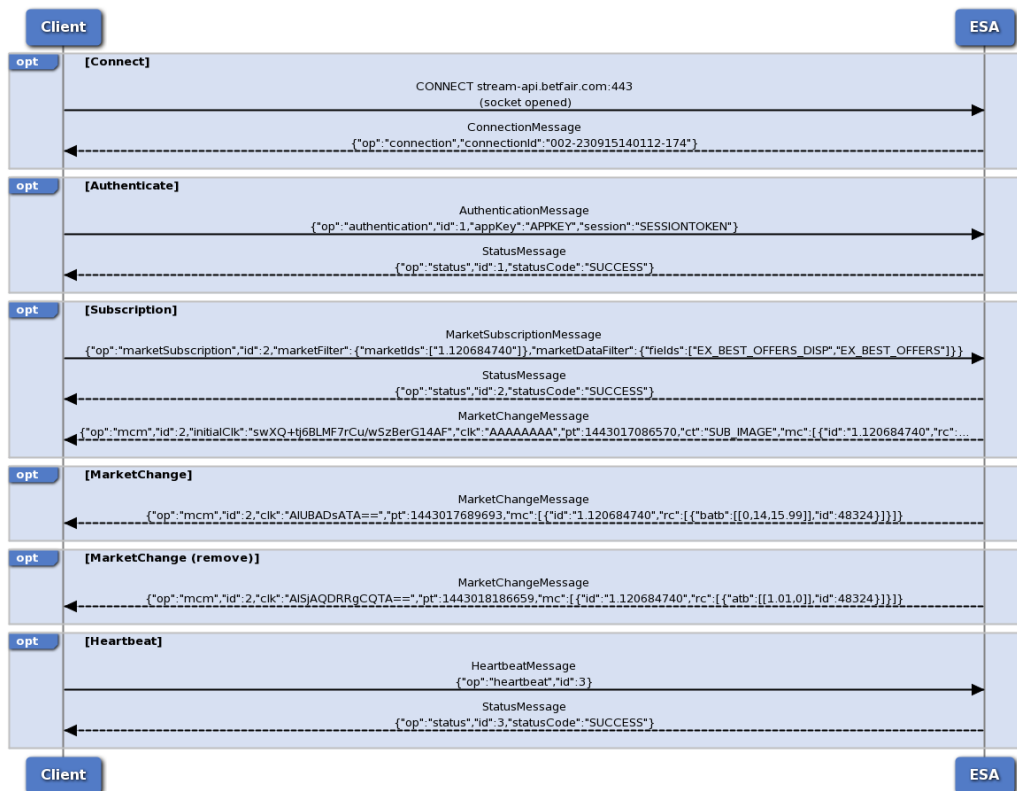 Client
ESA
opt
[Connect]
CONNECT stream-api.betfair.com:443
(socket opened)
ConnectionMessage
{"op":"connection","connectionId":"002-230915140112-174"}
opt
[Authenticate]
AuthenticationMessage
{"op":"authentication","id":1,"appKey":"APPKEY","session":"SESSIONTOKEN"}
StatusMessage
{"op":"status","id":1,"statusCode":"SUCCESS"}
opt
[Subscription]
MarketSubscriptionMessage
{"op":"marketSubscription","id":2,"marketFilter":{"marketIds":["1.120684740"]},"marketDataFilter":{"fields":["EX_BEST_OFFERS_DISP","EX_BEST_OFFERS"]}}
StatusMessage
{"op":"status","id":2,"statusCode":"SUCCESS"}
MarketChangeMessage
{"op":"mcm","id":2,"initialClk":"swXQ+tj6BLMF7rCu/wSzBerG14AF","clk":"AAAAAAAA","pt":1443017086570,"ct":"SUB_IMAGE","mc":[{"id":"1.120684740","rc":...
opt
[MarketChange]
MarketChangeMessage
{"op":"mcm","id":2,"clk":"AIUBADsATA==","pt":1443017689693,"mc":[{"id":"1.120684740","rc":[{"batb":[[0,14,15.99]],"id":48324}]}]}
opt
[MarketChange (remove)]
MarketChangeMessage
{"op":"mcm","id":2,"clk":"AISjAQDRRgCQTA==","pt":1443018186659,"mc":[{"id":"1.120684740","rc":[{"atb":[[1.01,0]],"id":48324}]}]}
opt
[Heartbeat]
HeartbeatMessage
{"op":"heartbeat","id":3}
StatusMessage
{"op":"status","id":3,"statusCode":"SUCCESS"}
Client
ESA